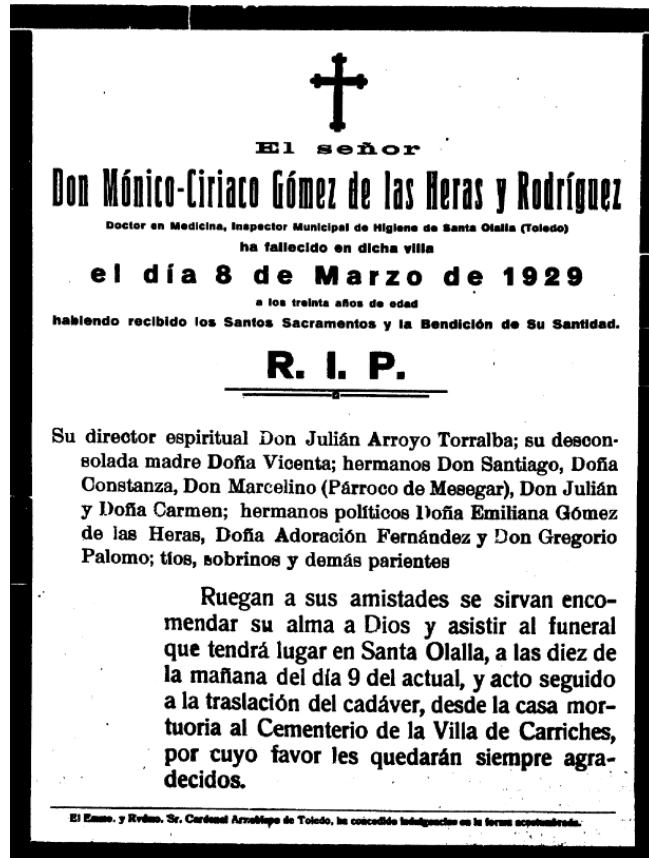 El señor
Don Mónico-Ciriaco Gómez de las Heras y Rodríguez
Doctor en Medicina, Inspector Municipal de Higiene de Santa Olalla (Toledo)
ha fallecido en dicha villa
el día 8 de Marzo de 1929
a los treinta años de edad
habiendo recibido los Santos Sacramentos y la Bendición de Su Santidad.
R. I. P.
Su director espiritual Don Julián Arroyo Torralba; su descon-
solada madre Doña Vicenta; hermanos Don Santiago, Doña
Constanza, Don Marcelino (Párroco de Mesegar), Don Julián
y Doña Carmen; hermanos políticos Doña Emiliana Gómez
de las Heras, Doña Adoración Fernández y Don Gregorio
Palomo; tíos, sobrinos y demás parientes
Ruegan a sus amistades se sirvan enco-
mendar su alma a Dios y asistir al funeral
que tendrá lugar en Santa Olalla, a las diez de
la mañana del día 9 del actual, y acto seguido
a la traslación del cadáver, desde la casa mor-
tuoria al Cementerio de la Villa de Carriches,
por cuyo favor les quedarán siempre agra-
decidos.
El Emmo. y Rvdmo. Sr. Cardenal Arzobispo de Toledo, ha concedido indulgencias en la forma acostumbrada.